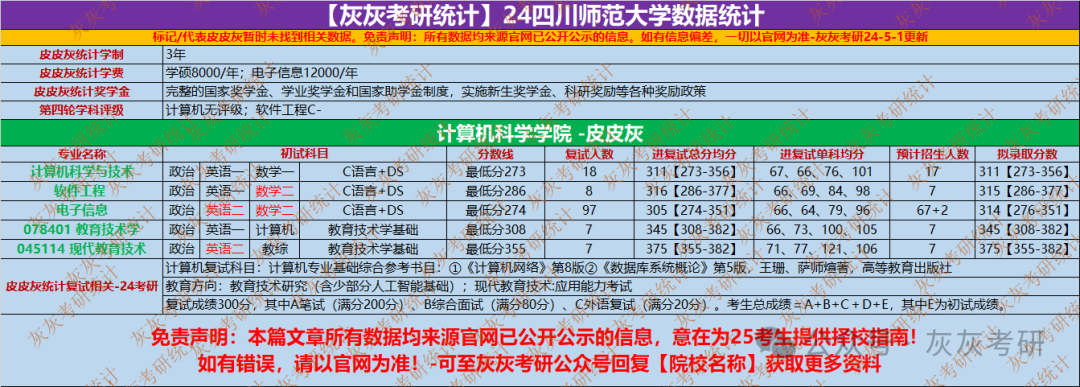 【灰灰考研统计】24四川师范大学数据统计
标记/代表皮皮灰暂时未找到相关数据。免责声明：所有数据均来源官网已公开公示的信息。如有信息偏差，一切以官网为准-灰灰考研24-5-1更新
皮皮灰统计学制 3年
皮皮灰统计学费 学硕8000/年；电子信息12000/年
皮皮灰统计奖学金 完整的国家奖学金、学业奖学金和国家助学金制度，实施新生奖学金、科研奖励等各种奖励政策
第四轮学科评级 计算机无评级；软件工程C-
计算机科学学院 -皮皮灰
专业名称 初试科目 分数线 复试人数 进复试总分均分 进复试单科均分 预计招生人数 拟录取分数
计算机科学与技术 政治 英语一 数学一 C语言+DS 最低分273 18 311【273-356】 67、66、76、101 17 311【273-356】
软件工程 政治 英语一 数学二 C语言+DS 最低分286 8 316【286-377】 66、69、84、98 7 315【286-377】
电子信息 政治 英语二 数学二 C语言+DS 最低分274 97 305【274-351】 66、64、79、96 67+2 314【276-351】
078401 教育技术学 政治 英语一 计算机 教育技术学基础 最低分308 7 345【308-382】 66、73、100、105 7 345【308-382】
045114 现代教育技术 政治 英语二 教综 教育技术学基础 最低分355 7 375【355-382】 71、77、121、106 7 375【355-382】
皮皮灰统计复试相关-24考研
计算机复试科目：计算机专业基础综合参考书目：①《计算机网络》第8版②《数据库系统概论》第5版，王珊、萨师煊著，高等教育出版社
教育方向：教育技术研究（含少部分人工智能基础）；现代教育技术:应用能力考试
复试成绩300分，其中A笔试（满分200分）、B综合面试（满分80分）、C外语复试（满分20分）。考生总成绩＝A+B+C+D+E，其中E为初试成绩。
免责声明：本篇文章所有数据均来源官网已公开公示的信息，意在为25考生提供择校指南！
如有错误，请以官网为准！-可至灰灰考研公众号回复【院校名称】获取更多资料
公众号 灰灰考研